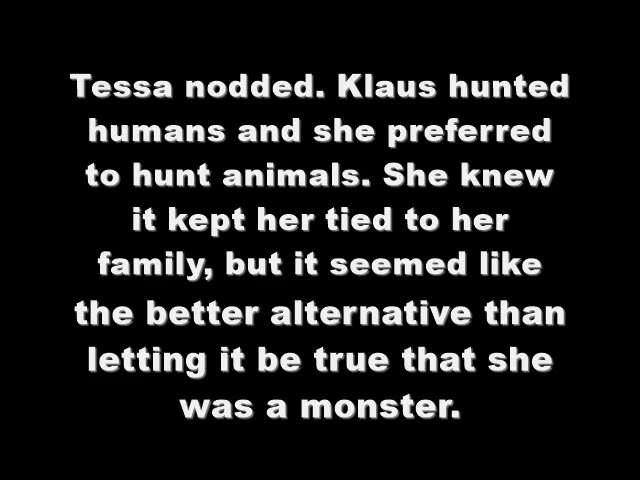 Tessa nodded. Klaus hunted
humans and she preferred
to hunt animals. She knew
it kept her tied to her
family, but it seemed like
the better alternative than
letting it be true that she
was a monster.